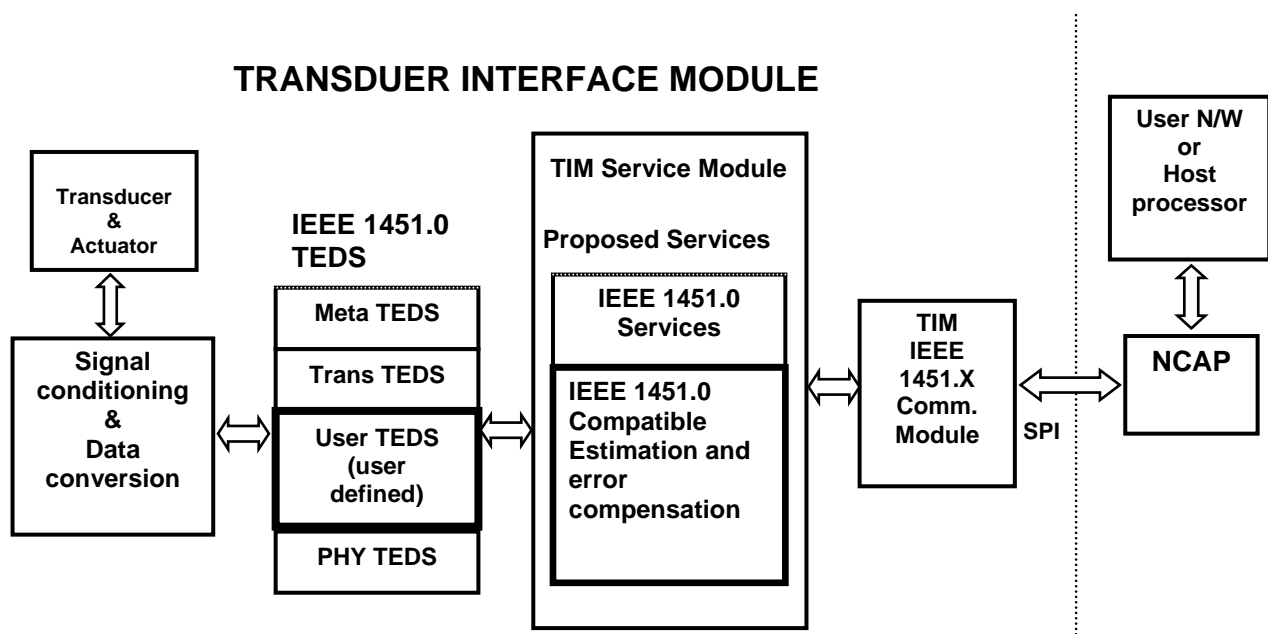 TRANSDUER INTERFACE MODULE
Transducer
&
Actuator
Signal
conditioning
&
Data
conversion
IEEE 1451.0
TEDS
Meta TEDS
Trans TEDS
User TEDS
(user
defined)
PHY TEDS
TIM Service Module
Proposed Services
IEEE 1451.0
Services
IEEE 1451.0
Compatible
Estimation and
error
compensation
TIM
IEEE
1451.X
Comm.
Module
SPI
User N/W
or
Host
processor
NCAP